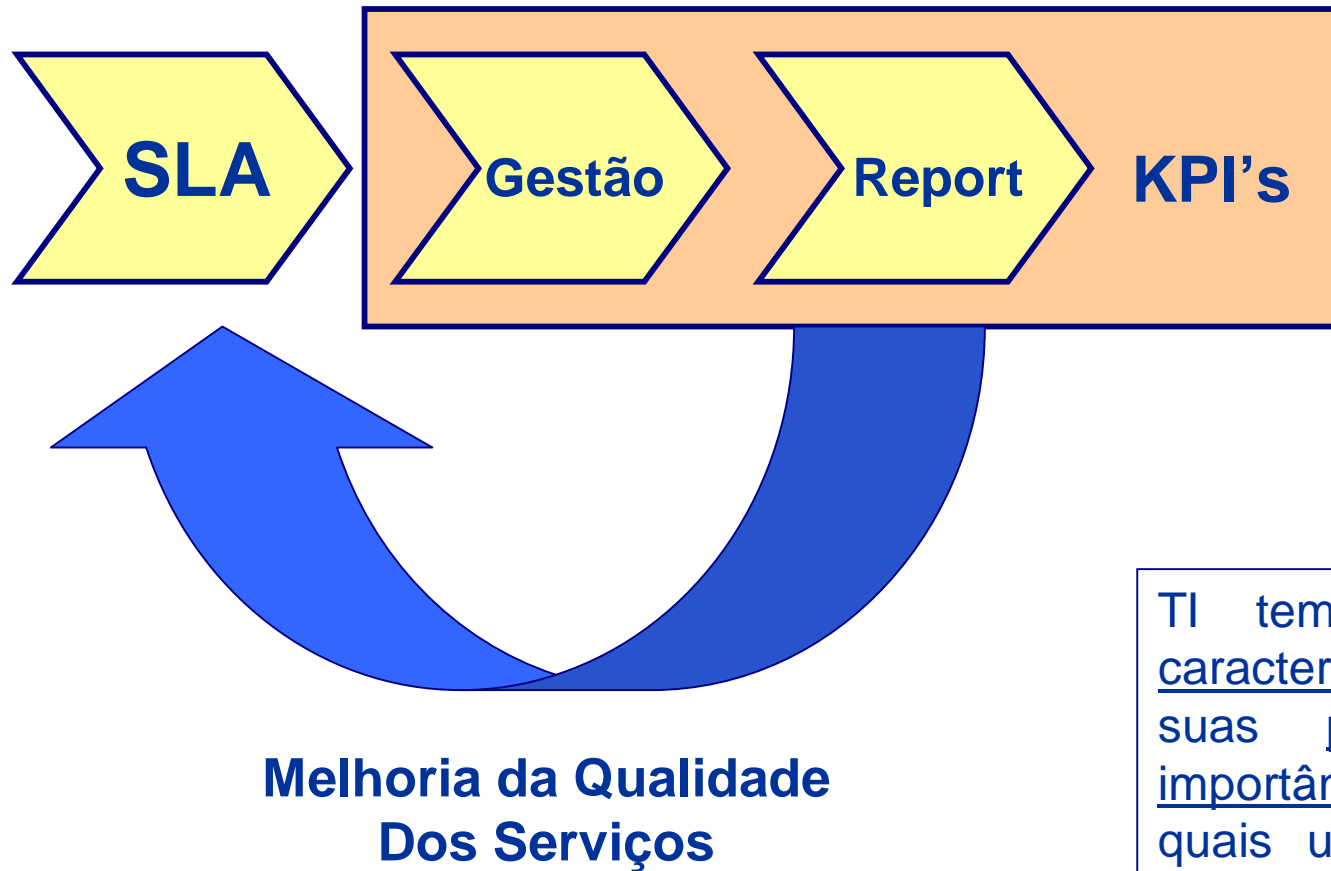 SLA
Gestão
Report
KPI’s
Melhoria da Qualidade
Dos Serviços
TI tem
suas
quais